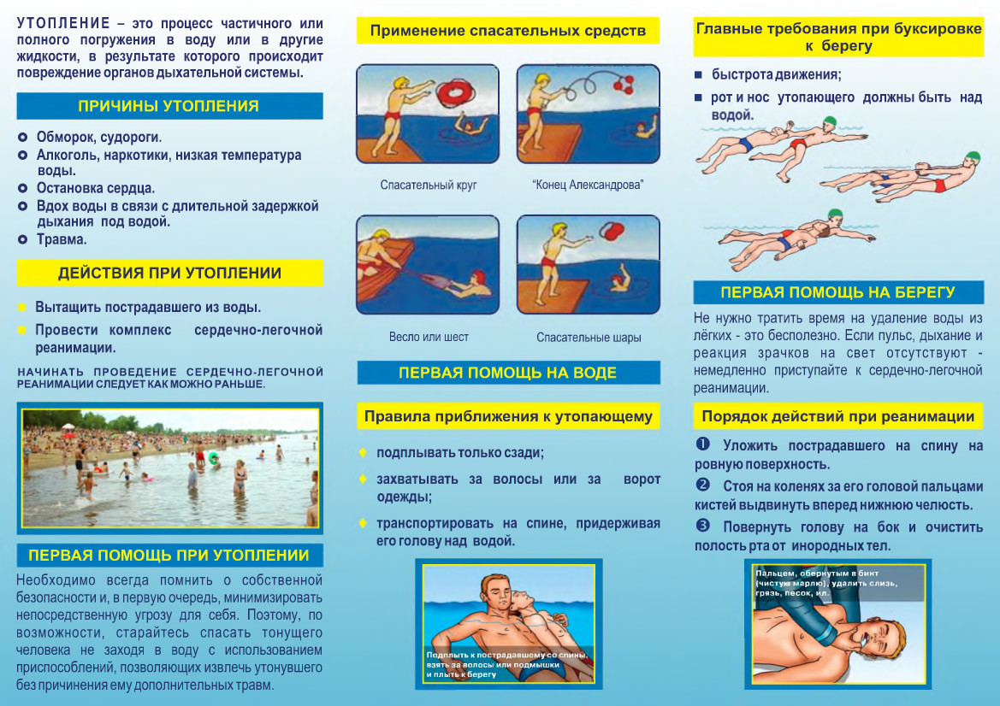 УТОПЛЕНИЕ – это процесс частичного или
полного погружения в воду или в другие
жидкости, в результате которого происходит
повреждение органов дыхательной системы.
ПРИЧИНЫ УТОПЛЕНИЯ
Обморок, судороги.
Алкоголь, наркотики, низкая температура
воды.
Остановка сердца.
Вдох воды в связи с длительной задержкой
дыхания под водой.
Травма.
ДЕЙСТВИЯ ПРИ УТОПЛЕНИИ
Вытащить пострадавшего из воды.
Провести комплекс сердечно-легочной
реанимации.
НАЧИНАТЬ ПРОВЕДЕНИЕ СЕРДЕЧНО-ЛЕГОЧНОЙ
РЕАНИМАЦИИ СЛЕДУЕТ КАК МОЖНО РАНЬШЕ.
ПЕРВАЯ ПОМОЩЬ ПРИ УТОПЛЕНИИ
Необходимо всегда помнить о собственной
безопасности и, в первую очередь, минимизировать
непосредственную угрозу для себя. Поэтому, по
возможности, старайтесь спасать тонущего
человека не заходя в воду с использованием
приспособлений, позволяющих извлечь утонувшего
без причинения ему дополнительных травм.
Применение спасательных средств
Спасательный круг
“Конец Александрова”
Весло или шест
Спасательные шары
ПЕРВАЯ ПОМОЩЬ НА ВОДЕ
Правила приближения к утопающему
подплывать только сзади;
захватывать за волосы или за ворот
одежды;
транспортировать на спине, придерживая
его голову над водой.
Подплыть к пострадавшему со спины,
взять за волосы или подмышки
и плыть к берегу
Главные требования при буксировке
к берегу
быстрота движения;
рот и нос утопающего должны быть над
водой.
ПЕРВАЯ ПОМОЩЬ НА БЕРЕГУ
Не нужно тратить время на удаление воды из
лёгких - это бесполезно. Если пульс, дыхание и
реакция зрачков на свет отсутствуют -
немедленно приступайте к сердечно-легочной
реанимации.
Порядок действий при реанимации
❶ Уложить пострадавшего на спину на
ровную поверхность.
❷ Стоя на коленях за его головой пальцами
кистей выдвинуть вперед нижнюю челюсть.
❸ Повернуть голову на бок и очистить
полость рта от инородных тел.
Пальцем, обернутым в бинт
(чистую марлю), удалить слизь,
грязь, песок, ил.